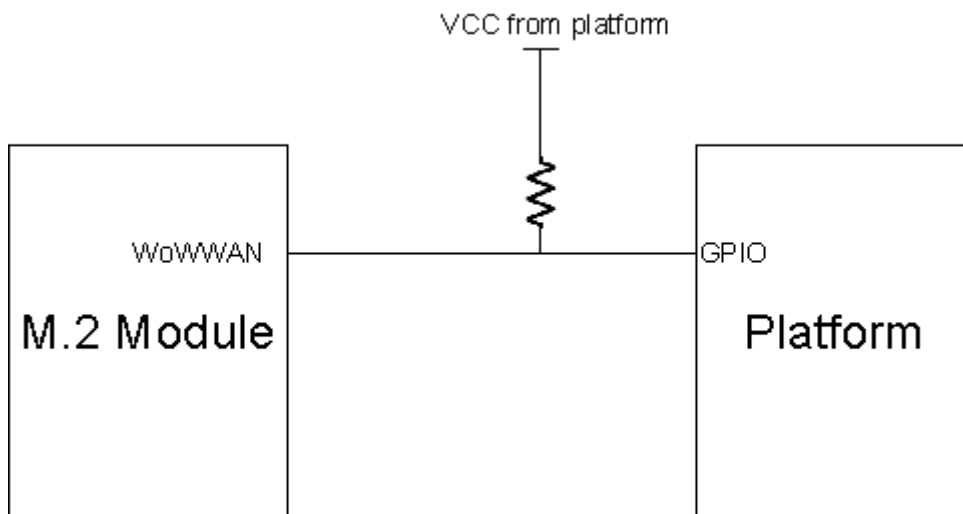 VCC from platform
WoWWAN
GPIO
M.2 Module
Platform